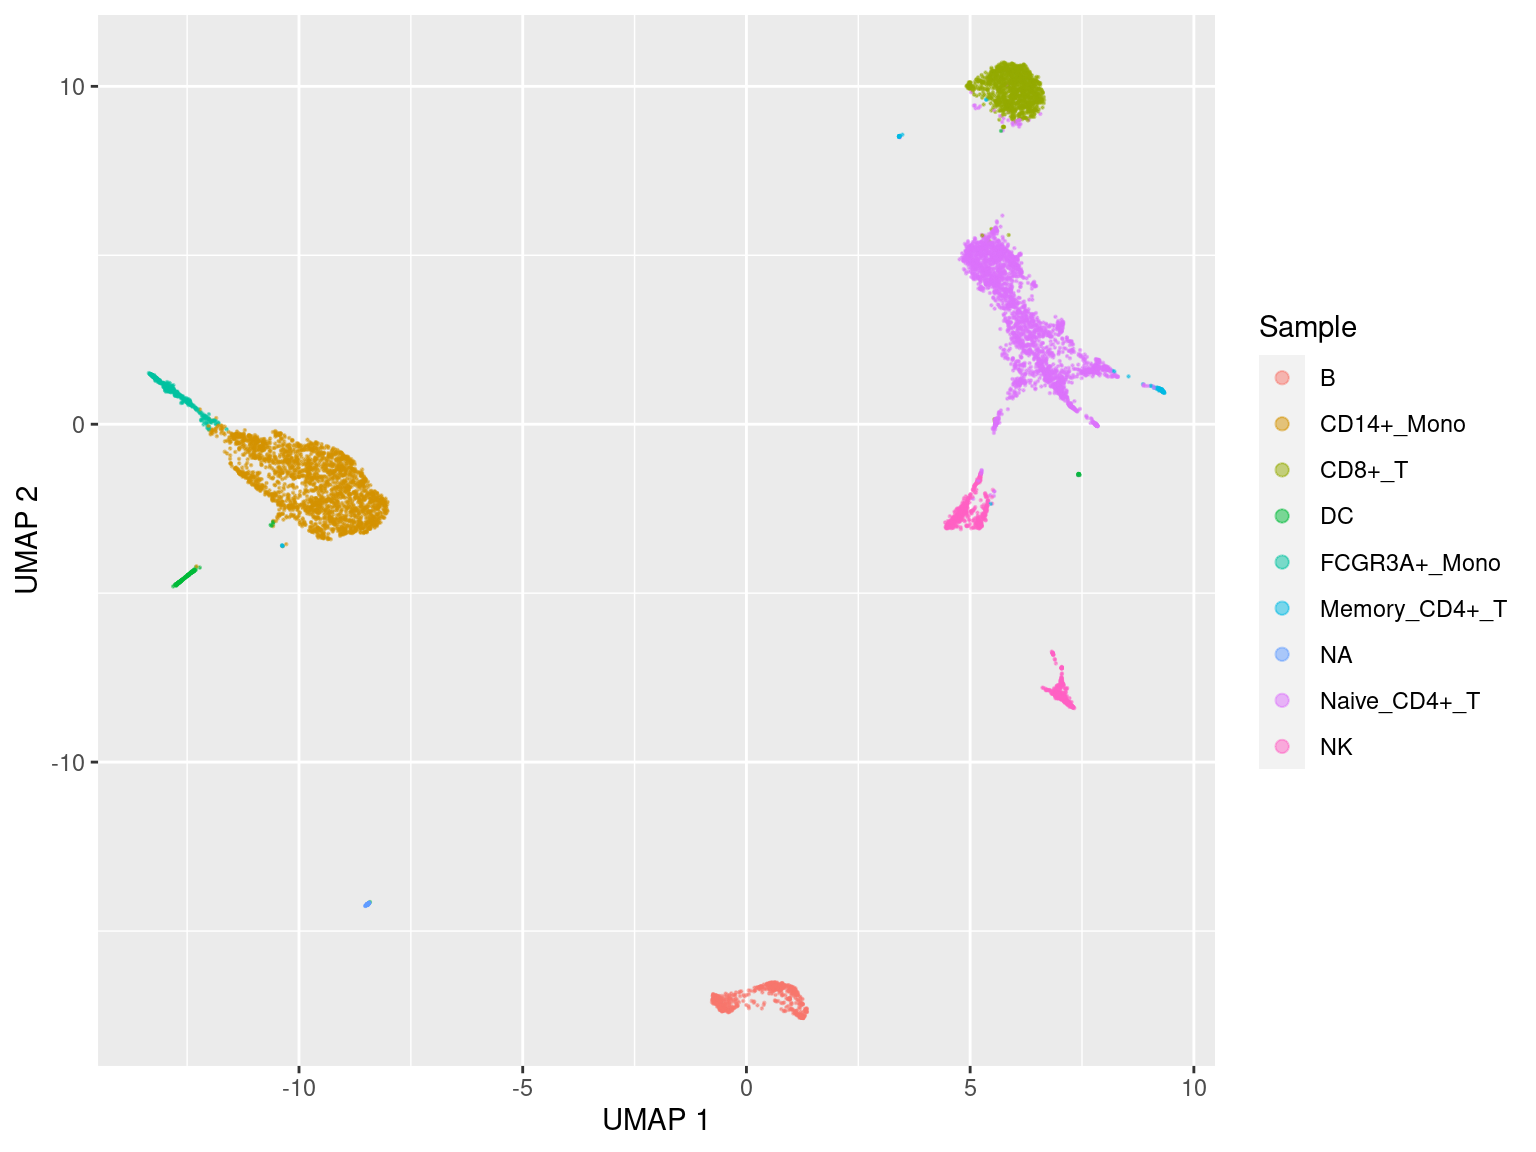 10
0
-10
UMAP 2
-10
-5
0
5
10
UMAP 1
Sample
B
CD14+_Mono
CD8+_T
DC
FCGR3A+_Mono
Memory_CD4+_T
NA
Naive_CD4+_T
NK